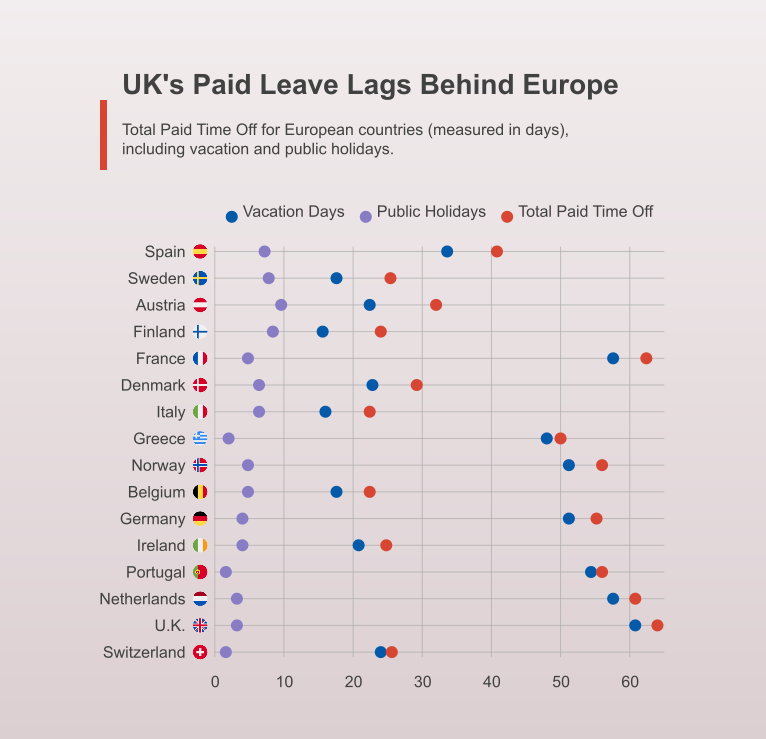 UK's Paid Leave Lags Behind Europe
Total Paid Time Off for European countries (measured in days),
including vacation and public holidays.
Vacation Days Public Holidays Total Paid Time Off
Spain
Sweden
Austria
Finland
France
Denmark
Italy
Greece
Norway
Belgium
Germany
Ireland
Portugal
Netherlands
U.K.
Switzerland
0 10 20 30 40 50 60